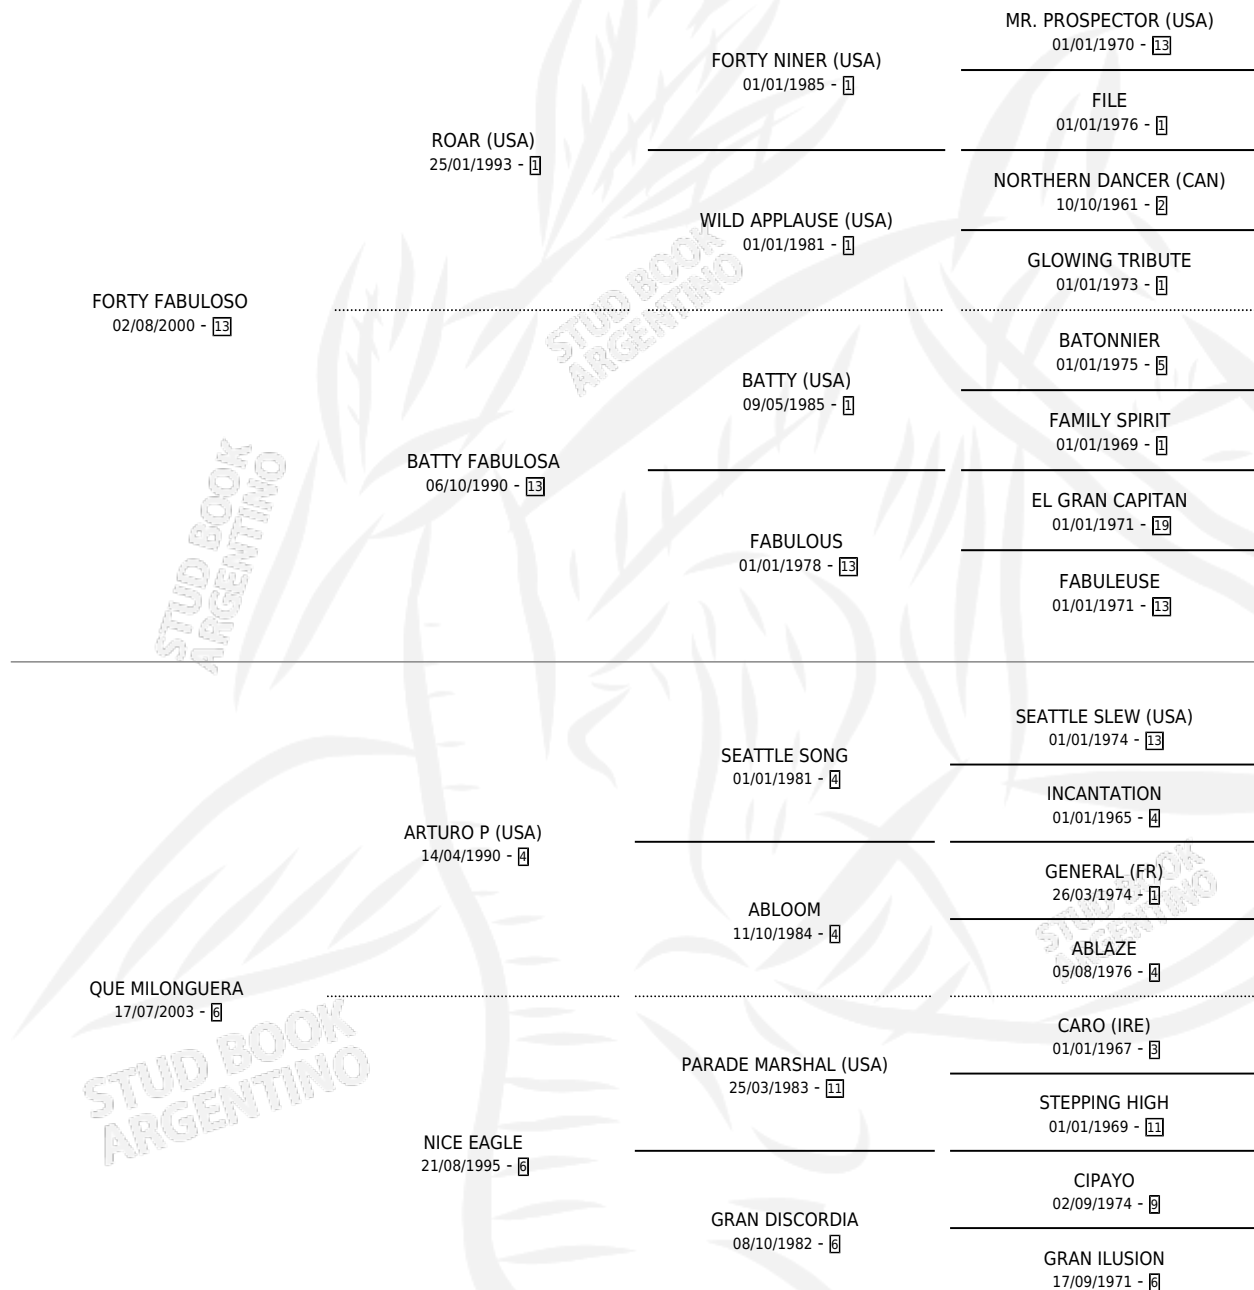 MR. PROSPECTOR (USA)
01/01/1970 - 13
FORTY NINER (USA)
01/01/1985 - 1
FILE
01/01/1976 - 1
ROAR (USA)
25/01/1993 - 1
NORTHERN DANCER (CAN)
10/10/1961 - 2
WILD APPLAUSE (USA)
01/01/1981 - 1
GLOWING TRIBUTE
01/01/1973 - 1
FORTY FABULOSO
02/08/2000 - 13
BATONNIER
01/01/1975 - 5
BATTY (USA)
09/05/1985 - 1
FAMILY SPIRIT
01/01/1969 - 1
BATTY FABULOSA
06/10/1990 - 13
EL GRAN CAPITAN
01/01/1971 - 19
FABULOUS
01/01/1978 - 13
FABULEUSE
01/01/1971 - 13
STUD BOOK
ARGENTINO
STUD BOOK
ARGENTINO
SEATTLE SLEW (USA)
01/01/1974 - 13
SEATTLE SONG
01/01/1981 - 4
INCANTATION
01/01/1965 - 4
ARTURO P (USA)
14/04/1990 - 4
GENERAL (FR)
26/03/1974 - 1
ABLOOM
11/10/1984 - 4
ABLAZE
05/08/1976 - 4
QUE MILONGUERA
17/07/2003 - 6
CARO (IRE)
01/01/1967 - 3
PARADE MARSHAL (USA)
25/03/1983 - 11
STEPPING HIGH
01/01/1969 - 11
NICE EAGLE
21/08/1995 - 6
CIPAYO
02/09/1974 - 9
GRAN DISCORDIA
08/10/1982 - 6
GRAN ILUSION
17/09/1971 - 6
STUD BOOK
ARGENTINO
STUD BOOK
ARGENTINO